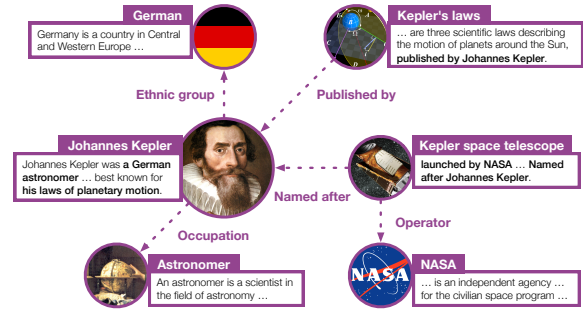 German
Germany is a country in Central
and Western Europe ...
Kepler's laws
... are three scientific laws describing
the motion of planets around the Sun,
published by Johannes Kepler.
Ethnic group
Published by
Johannes Kepler
Johannes Kepler was a German
astronomer ... best known for
his laws of planetary motion.
Kepler space telescope
launched by NASA ... Named
after Johannes Kepler.
Named after
Occupation
Operator
Astronomer
An astronomer is a scientist in
the field of astronomy ...
NASA
NASA
... is an independent agency ...
for the civilian space program ...